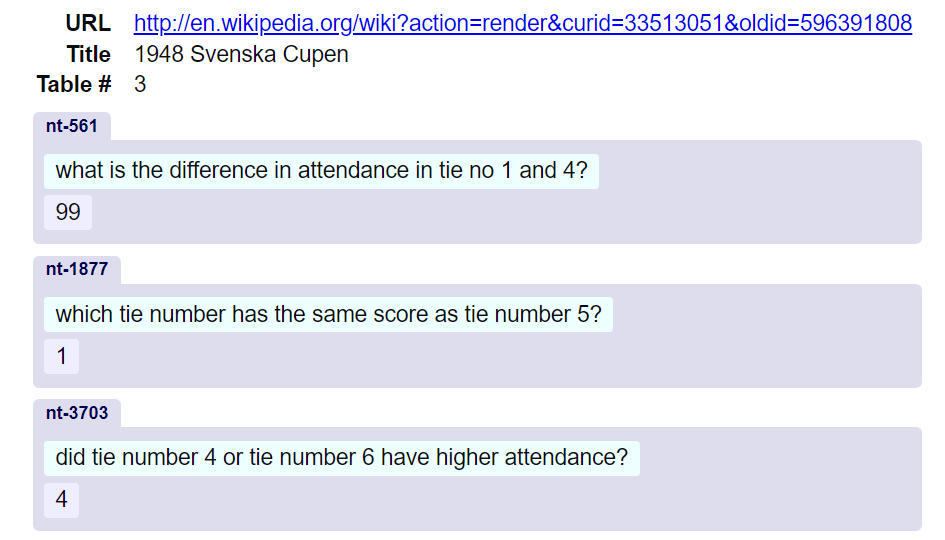 URL http://en.wikipedia.org/wiki?action=render&curid=33513051&oldid=596391808
Title 1948 Svenska Cupen
Table # 3
nt-561
what is the difference in attendance in tie no 1 and 4?
99
nt-1877
which tie number has the same score as tie number 5?
1
nt-3703
did tie number 4 or tie number 6 have higher attendance?
4